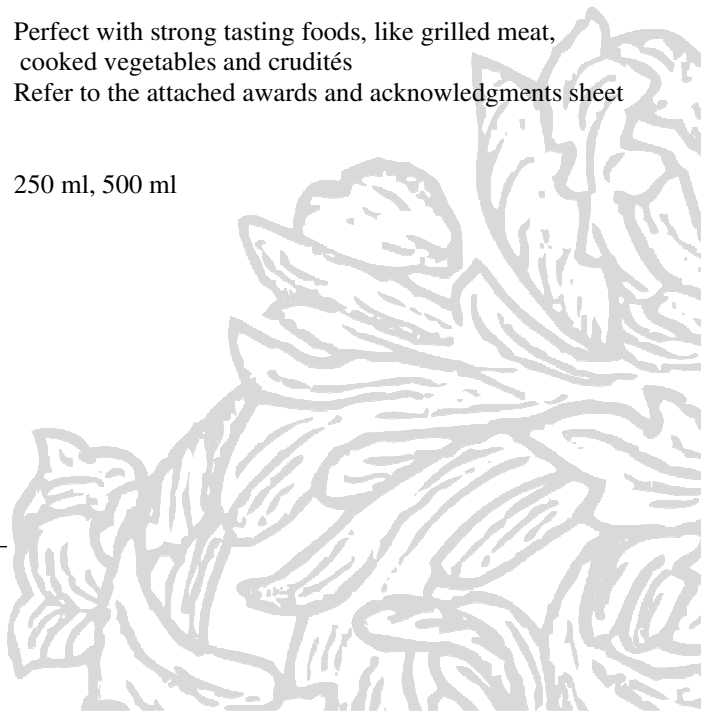 Perfect with strong tasting foods, like grilled meat,
cooked vegetables and crudités
Refer to the attached awards and acknowledgments sheet
250 ml, 500 ml